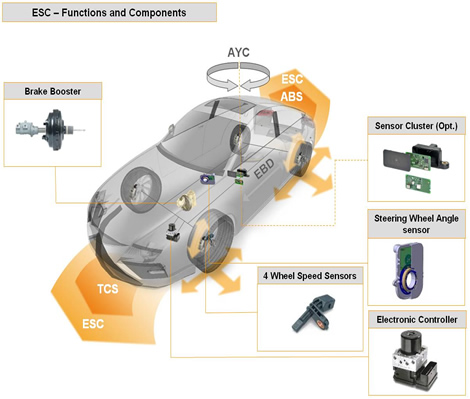 ESC – Functions and Components
AYC
ESC
ABS
Brake Booster
Sensor Cluster (Opt.)
EBD
Steering Wheel Angle
sensor
4 Wheel Speed Sensors
TCS
ESC
Electronic Controller